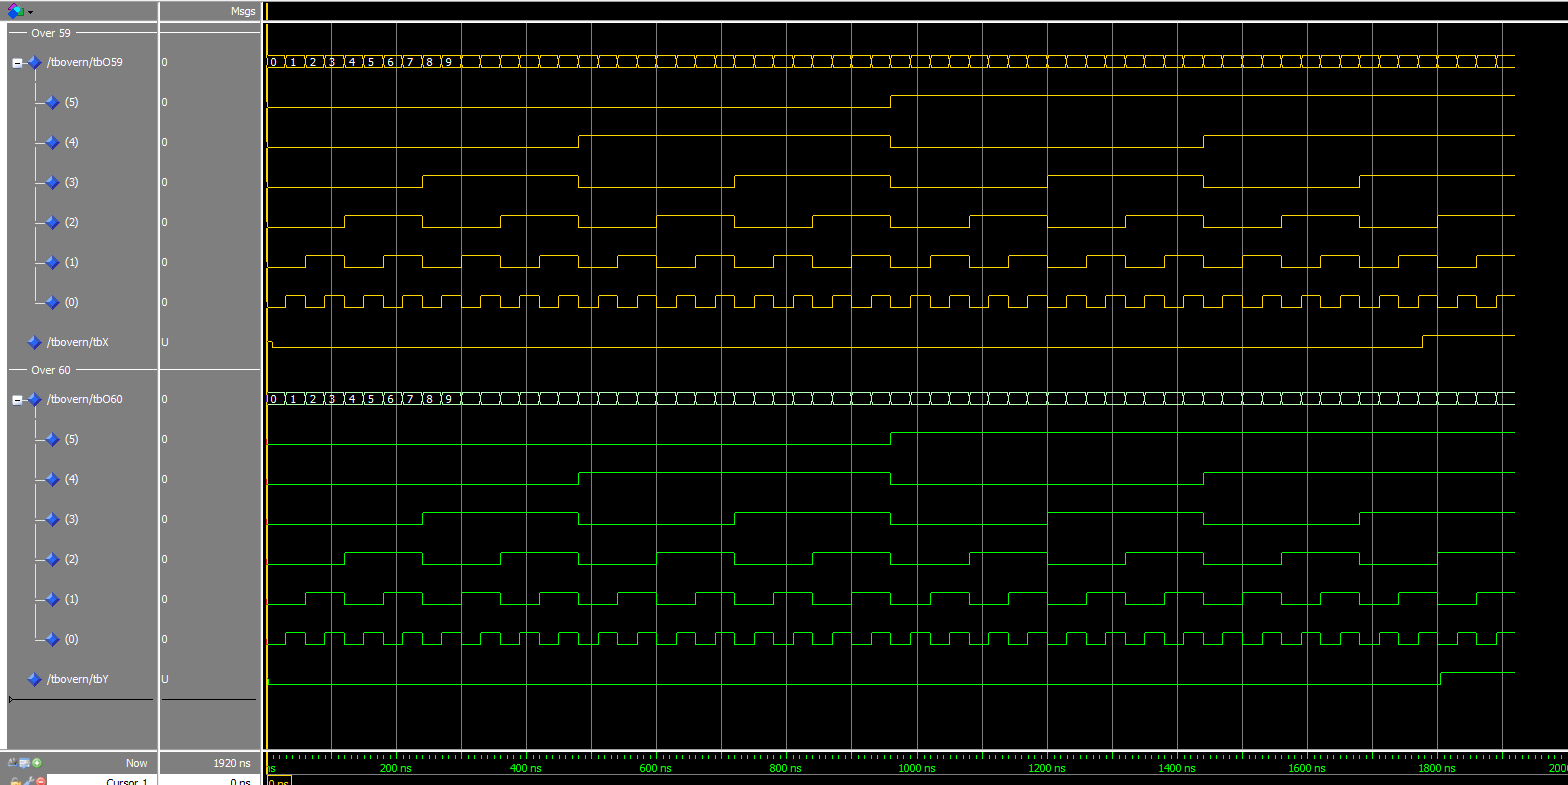 Msgs
Over 59
/tbovern/tbO59 0 0 1 2 3 4 5 6 7 8 9
(5) 0
(4) 0
(3) 0
(2) 0
(1) 0
(0) 0
/tbovern/tbX U
Over 60
/tbovern/tbO60 0 0 1 2 3 4 5 6 7 8 9
(5) 0
(4) 0
(3) 0
(2) 0
(1) 0
(0) 0
/tbovern/tbY U
Now 1920 ns ns 200 ns 400 ns 600 ns 800 ns 1000 ns 1200 ns 1400 ns 1600 ns 1800 ns 200
Cursor 1 0 ns 0 ns